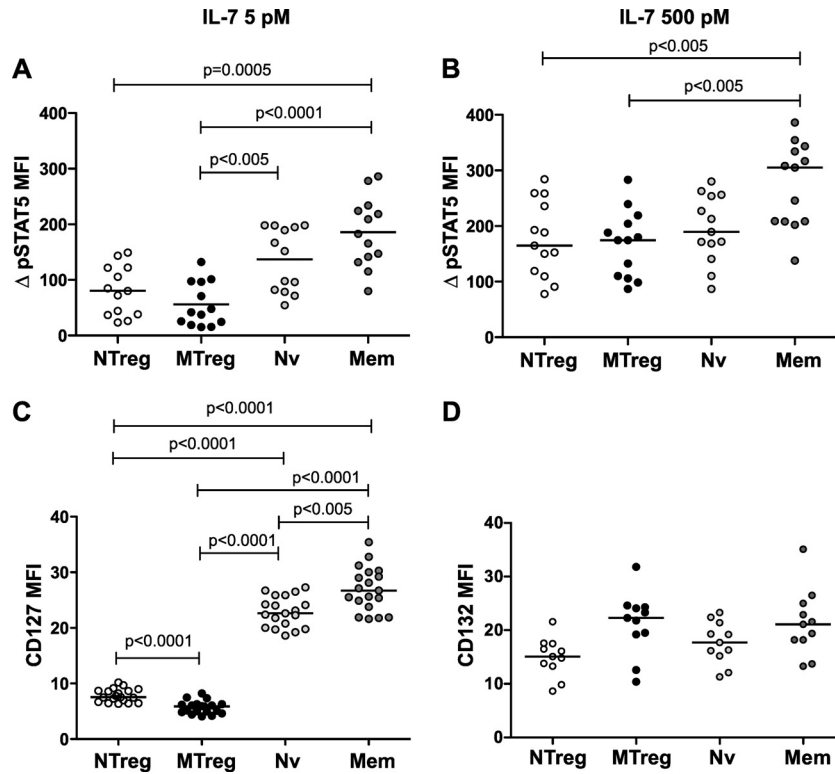 IL-7 5 pM
IL-7 500 pM
A
p=0.0005
p<0.0001
p<0.005
400
300
200
100
0
Δ pSTAT5 MFI
NTreg MTreg Nv Mem
B
p<0.005
p<0.005
400
300
200
100
0
Δ pSTAT5 MFI
NTreg MTreg Nv Mem
C
p<0.0001
p<0.0001
p<0.0001
p<0.005
p<0.0001
p<0.0001
40
30
20
10
0
CD127 MFI
NTreg MTreg Nv Mem
D
40
30
20
10
0
CD132 MFI
NTreg MTreg Nv Mem